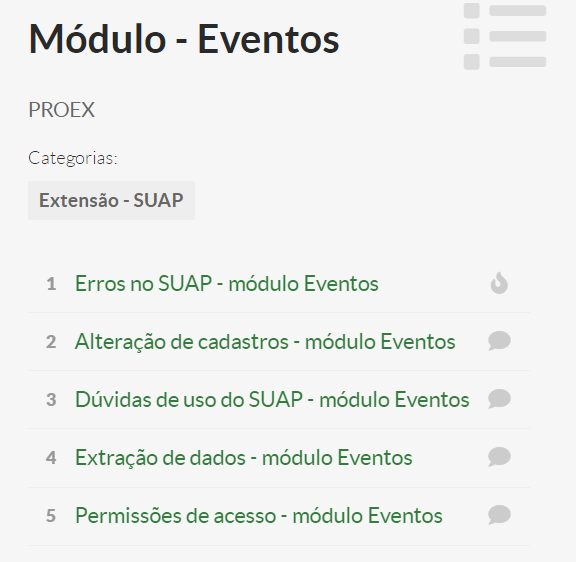 Módulo - Eventos
PROEX
Categorias:
Extensão - SUAP
1 Erros no SUAP - módulo Eventos
2 Alteração de cadastros - módulo Eventos
3 Dúvidas de uso do SUAP - módulo Eventos
4 Extração de dados - módulo Eventos
5 Permissões de acesso - módulo Eventos